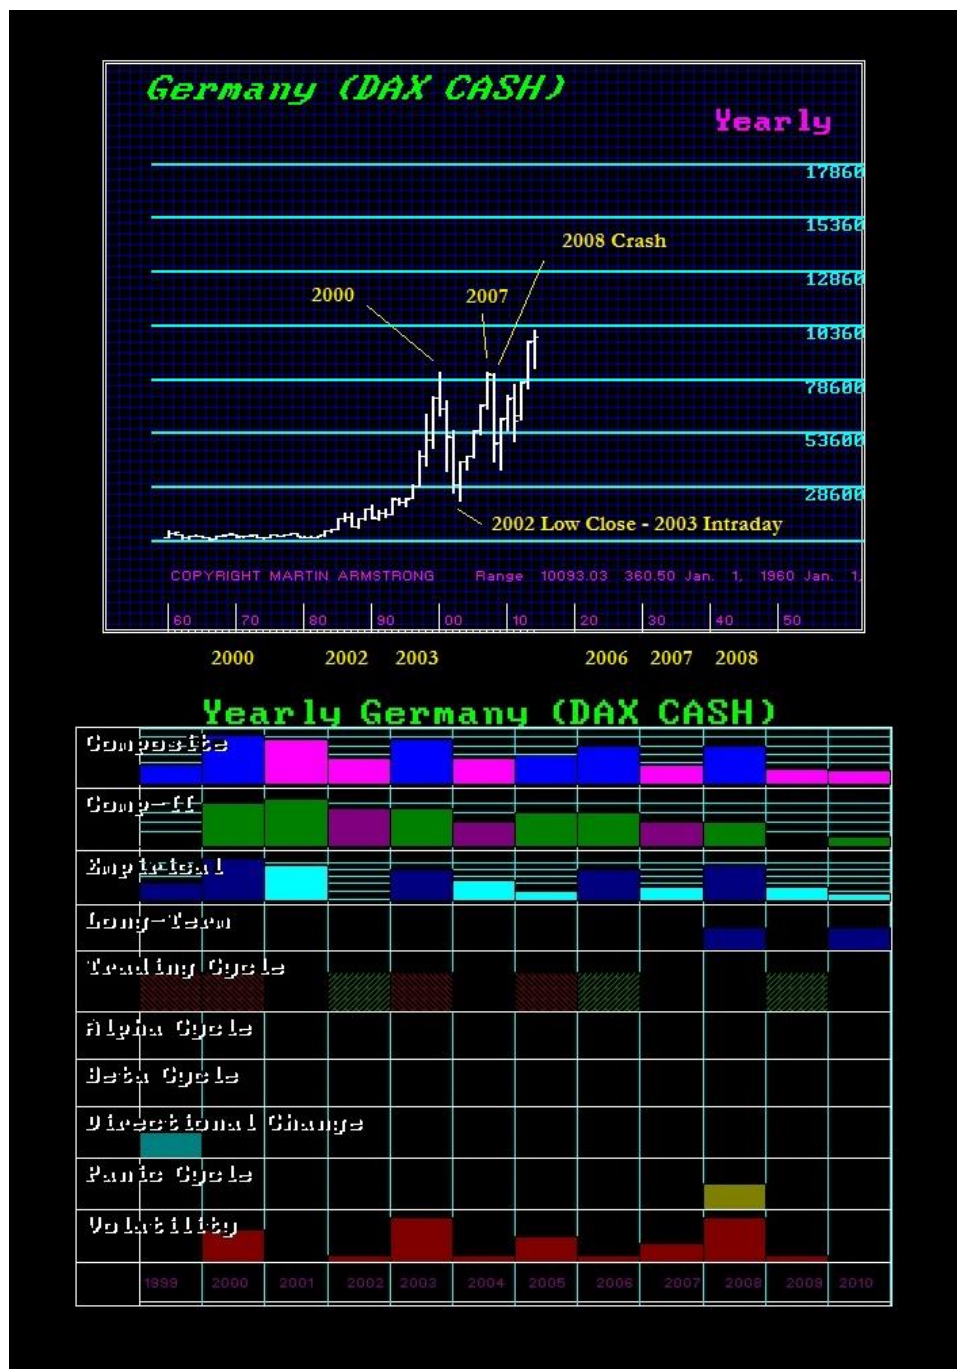 Germany (DAX CASH)
Yearly
17860
15360
2008 Crash
12860
2000
2007
10360
78600
53600
28600
2002 Low Close - 2003 Intraday
COPYRIGHT MARTIN ARMSTRONG Range 10093.03 360.50 Jan. 1, 1960 Jan. 1,
60 70 80 90 00 10 20 30 40 50
2000 2002 2003 2006 2007 2008
Yearly Germany (DAX CASH)
Composite
Comp-II
Empirical
Long-Term
Trading Cycle
Alpha Cycle
Beta Cycle
Directional Change
Panic Cycle
Volatility
1999 2000 2001 2002 2003 2004 2005 2006 2007 2008 2009 2010